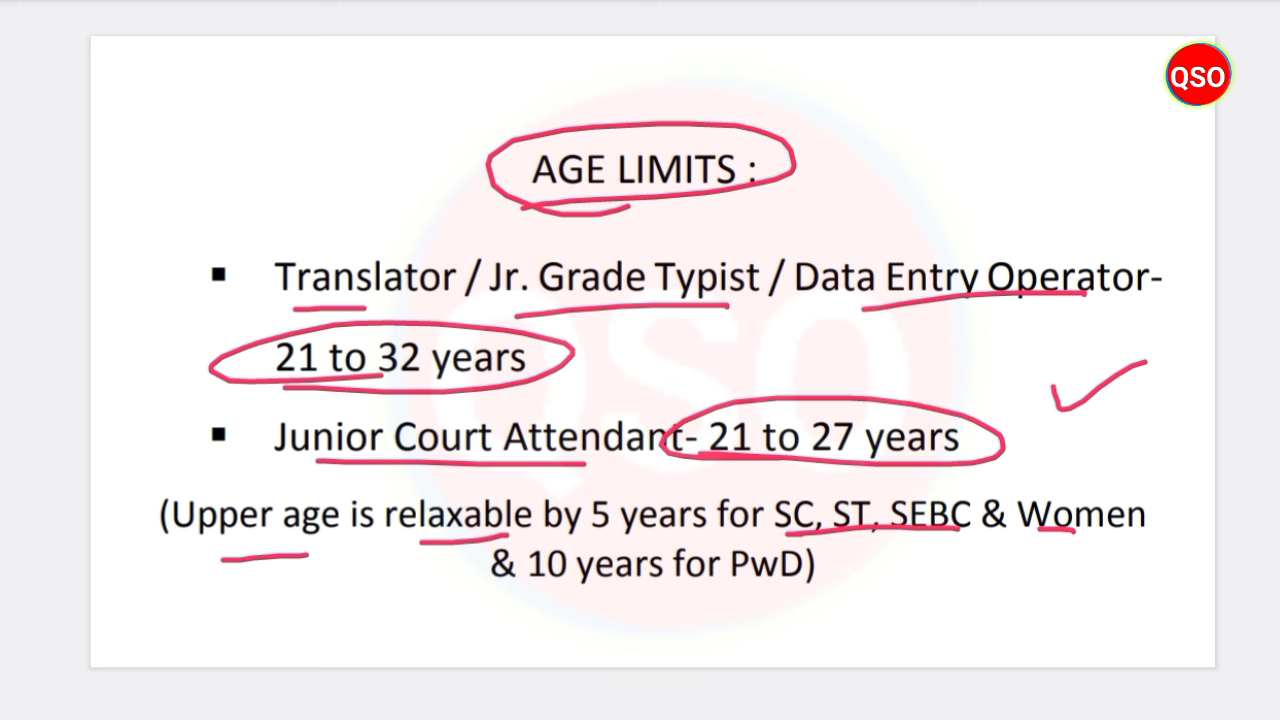 QSO
AGE LIMITS :
▪ Translator / Jr. Grade Typist / Data Entry Operator-
21 to 32 years
▪ Junior Court Attendant- 21 to 27 years
(Upper age is relaxable by 5 years for SC, ST, SEBC & Women
& 10 years for PwD)
QSO